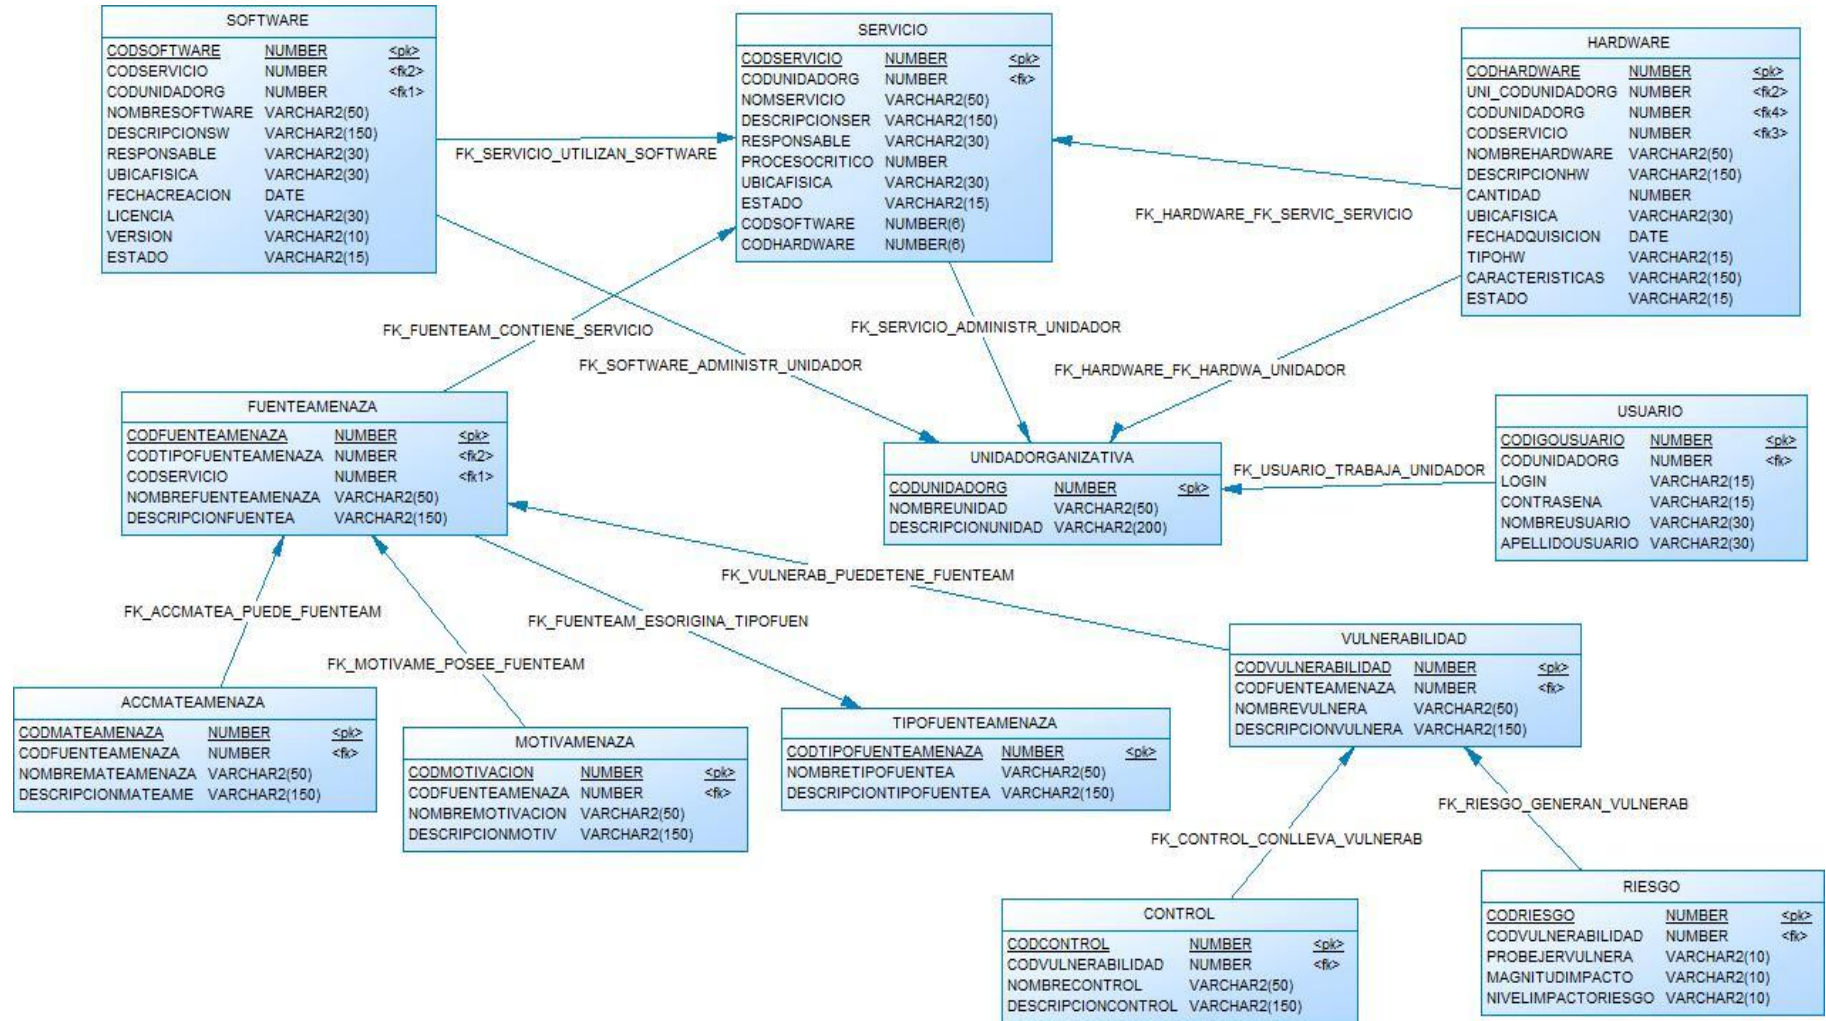 SOFTWARE
CODSOFTWARE NUMBER <pk>
CODSERVICIO NUMBER <fk2>
CODUNIDADORG NUMBER <fk1>
NOMBRESOFTWARE VARCHAR2(50)
DESCRIPCIONSW VARCHAR2(150)
RESPONSABLE VARCHAR2(30)
UBICAFISICA VARCHAR2(30)
FECHACREACION DATE
LICENCIA VARCHAR2(30)
VERSION VARCHAR2(10)
ESTADO VARCHAR2(15)
SERVICIO
CODSERVICIO NUMBER <pk>
CODUNIDADORG NUMBER <fk>
NOMSERVICIO VARCHAR2(50)
DESCRIPCIONSER VARCHAR2(150)
RESPONSABLE VARCHAR2(30)
PROCESOCRITICO NUMBER
UBICAFISICA VARCHAR2(30)
ESTADO VARCHAR2(15)
CODSOFTWARE NUMBER(6)
CODHARDWARE NUMBER(6)
HARDWARE
CODHARDWARE NUMBER <pk>
UNI_CODUNIDADORG NUMBER <fk2>
CODUNIDADORG NUMBER <fk4>
CODSERVICIO NUMBER <fk3>
NOMBREHARDWARE VARCHAR2(50)
DESCRIPCIONHW VARCHAR2(150)
CANTIDAD NUMBER
UBICAFISICA VARCHAR2(30)
FECHADQUISICION DATE
TIPOHW VARCHAR2(15)
CARACTERISTICAS VARCHAR2(150)
ESTADO VARCHAR2(15)
FK_SERVICIO_UTILIZAN_SOFTWARE
FK_HARDWARE_FK_SERVIC_SERVICIO
FK_FUENTEAM_CONTIENE_SERVICIO
FK_SERVICIO_ADMINISTR_UNIDADOR
FK_SOFTWARE_ADMINISTR_UNIDADOR
FK_HARDWARE_FK_HARDWA_UNIDADOR
FUENTEAMENAZA
CODFUENTEAMENAZA NUMBER <pk>
CODTIPOFUENTEAMENAZA NUMBER <fk2>
CODSERVICIO NUMBER <fk1>
NOMBREFUENTEAMENAZA VARCHAR2(50)
DESCRIPCIONFUENTEA VARCHAR2(150)
UNIDADORGANIZATIVA
CODUNIDADORG NUMBER <pk>
NOMBREUNIDAD VARCHAR2(50)
DESCRIPCIONUNIDAD VARCHAR2(200)
FK_USUARIO_TRABAJA_UNIDADOR
USUARIO
CODIGOUSUARIO NUMBER <pk>
CODUNIDADORG NUMBER <fk>
LOGIN VARCHAR2(15)
CONTRASENA VARCHAR2(15)
NOMBREUSUARIO VARCHAR2(30)
APELLIDOUSUARIO VARCHAR2(30)
FK_VULNERAB_PUEDETENE_FUENTEAM
FK_ACCMATEA_PUEDE_FUENTEAM
FK_FUENTEAM_ESORIGINA_TIPOFUEN
FK_MOTIVAME_POSEE_FUENTEAM
ACCMATEAMENAZA
CODMATEAMENAZA NUMBER <pk>
CODFUENTEAMENAZA NUMBER <fk>
NOMBREMATEAMENAZA VARCHAR2(50)
DESCRIPCIONMATEAME VARCHAR2(150)
MOTIVAMENAZA
CODMOTIVACION NUMBER <pk>
CODFUENTEAMENAZA NUMBER <fk>
NOMBREMOTIVACION VARCHAR2(50)
DESCRIPCIONMOTIV VARCHAR2(150)
TIPOFUENTEAMENAZA
CODTIPOFUENTEAMENAZA NUMBER <pk>
NOMBRETIPOFUENTEA VARCHAR2(50)
DESCRIPCIONTIPOFUENTEA VARCHAR2(150)
VULNERABILIDAD
CODVULNERABILIDAD NUMBER <pk>
CODFUENTEAMENAZA NUMBER <fk>
NOMBREVULNERA VARCHAR2(50)
DESCRIPCIONVULNERA VARCHAR2(150)
FK_RIESGO_GENERAN_VULNERAB
FK_CONTROL_CONLLEVA_VULNERAB
CONTROL
CODCONTROL NUMBER <pk>
CODVULNERABILIDAD NUMBER <fk>
NOMBRECONTROL VARCHAR2(50)
DESCRIPCIONCONTROL VARCHAR2(150)
RIESGO
CODRIESGO NUMBER <pk>
CODVULNERABILIDAD NUMBER <fk>
PROBEJERVULNERA VARCHAR2(10)
MAGNITUDIMPACTO VARCHAR2(10)
NIVELIMPACTORIESGO VARCHAR2(10)